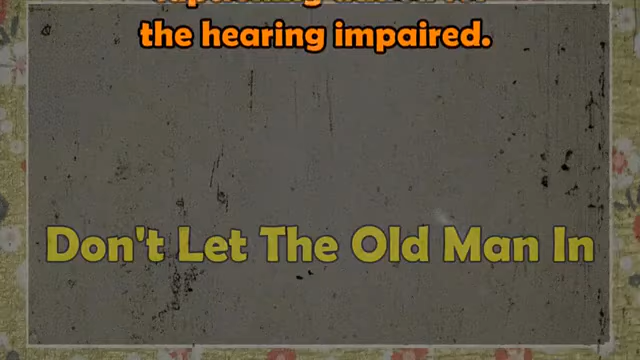 the hearing impaired.
Don't Let The Old Man In